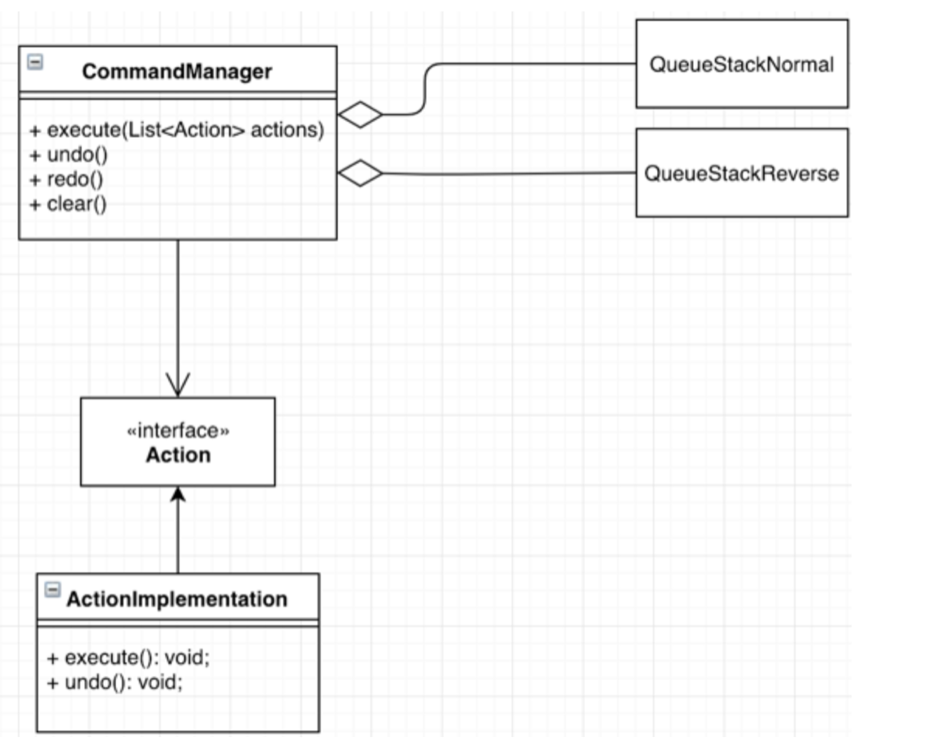 CommandManager
+ execute(List<Action> actions)
+ undo()
+ redo()
+ clear()
QueueStackNormal
QueueStackReverse
«interface»
Action
ActionImplementation
+ execute(): void;
+ undo(): void;